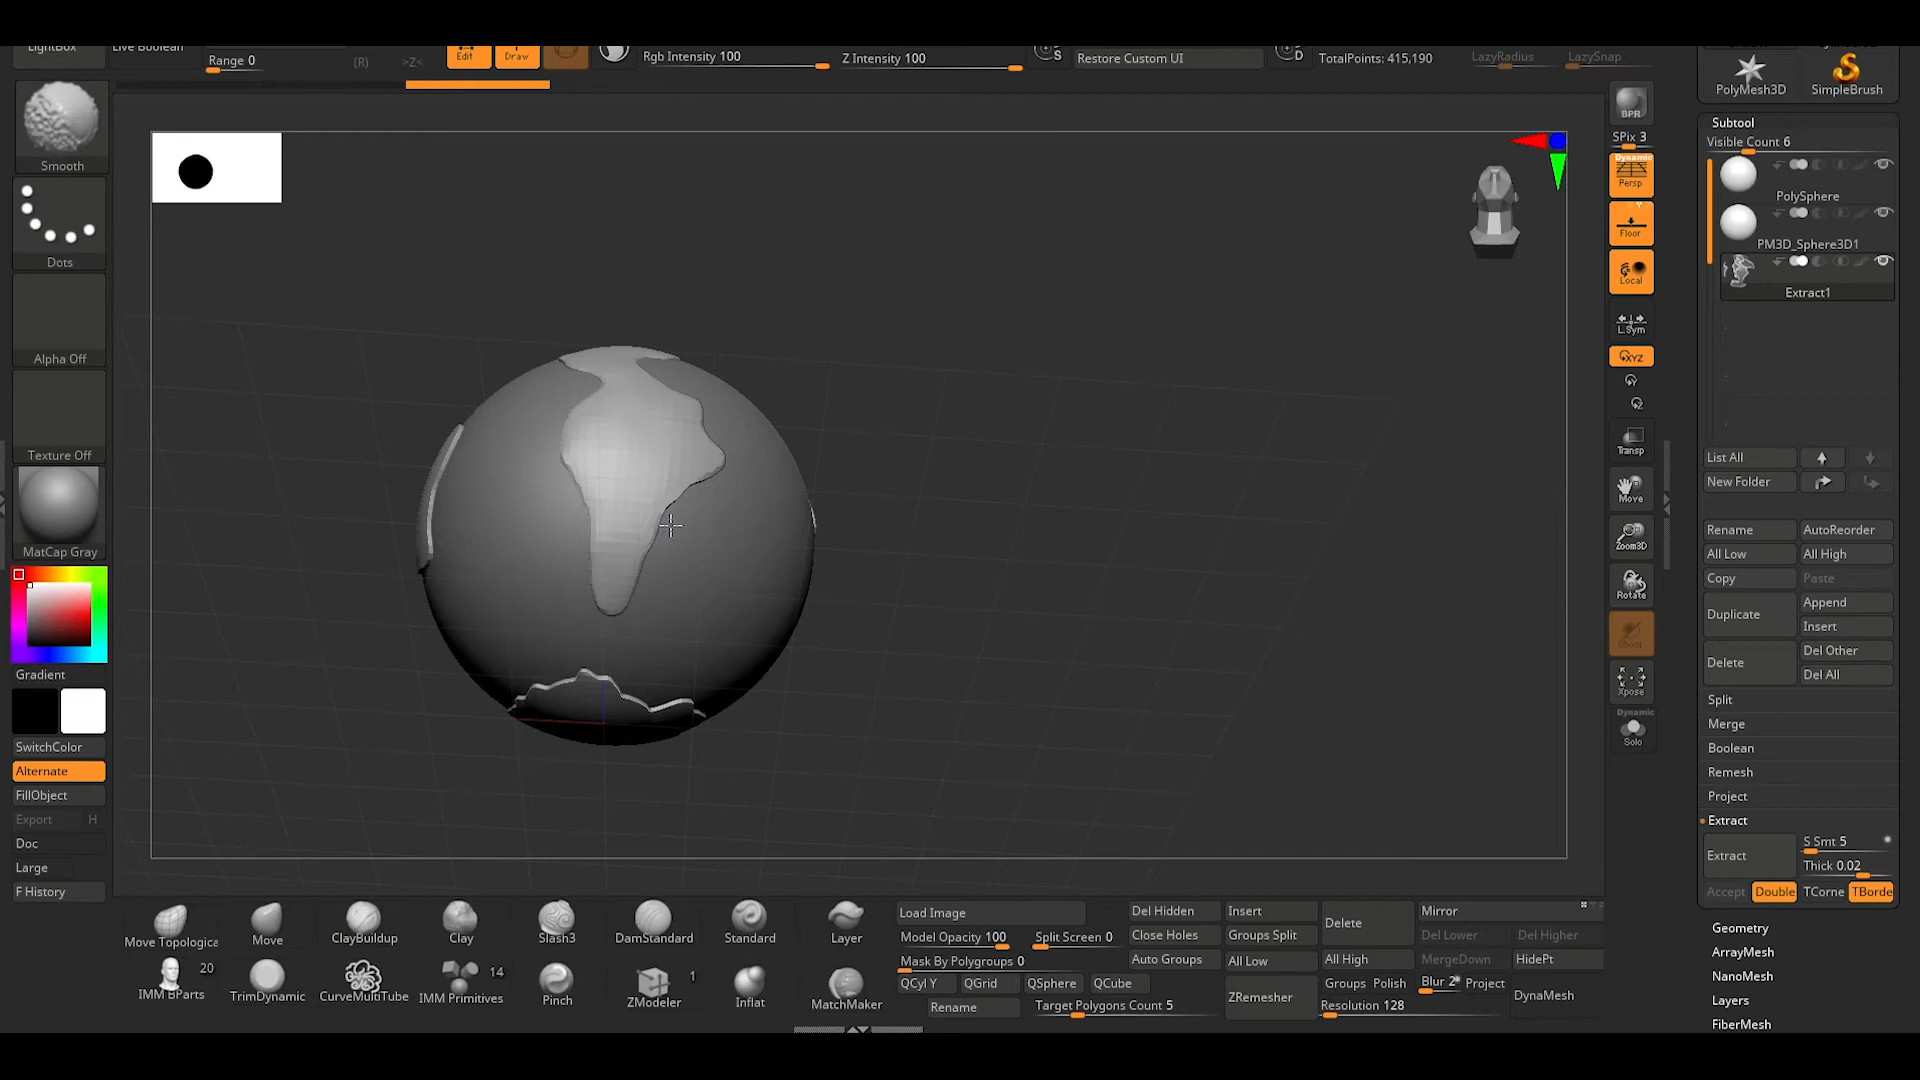 LightBox
Live Boolean
Range 0
(R)
>Z<
Edit
Draw
Rgb Intensity 100
Z Intensity 100
S
Restore Custom UI
D
TotalPoints: 415,190
LazyRadius
LazySnap
PolyMesh3D
SimpleBrush
Smooth
Dots
Alpha Off
Texture Off
MatCap Gray
Gradient
SwitchColor
Alternate
FillObject
Export H
Doc
Large
F History
BPR
SPix 3
Dynamic
Persp
Floor
Local
L.Sym
XYZ
Y
Z
Transp
Move
Zoom3D
Rotate
Ghost
Xpose
Dynamic
Solo
Subtool
Visible Count 6
PolySphere
PM3D_Sphere3D1
Extract1
List All
New Folder
Rename AutoReorder
All Low All High
Copy Paste
Duplicate Append
Insert
Delete Del Other
Del All
Split
Merge
Boolean
Remesh
Project
Extract
Extract S Smt 5
Thick 0.02
Accept Double TCorne TBorde
Geometry
ArrayMesh
NanoMesh
Layers
FiberMesh
Move Topologica
Move
ClayBuildup
Clay
Slash3
DamStandard
Standard
Layer
IMM BParts 20
TrimDynamic
CurveMultiTube
IMM Primitives 14
Pinch
ZModeler 1
Inflat
MatchMaker
Load Image
Model Opacity 100 Split Screen 0
Mask By Polygroups 0
QCyl Y QGrid QSphere QCube
Rename Target Polygons Count 5
Del Hidden Insert Delete Mirror
Close Holes Groups Split Del Lower Del Higher
Auto Groups All Low All High MergeDown HidePt
ZRemesher Groups Polish Blur 2 Project DynaMesh
Resolution 128